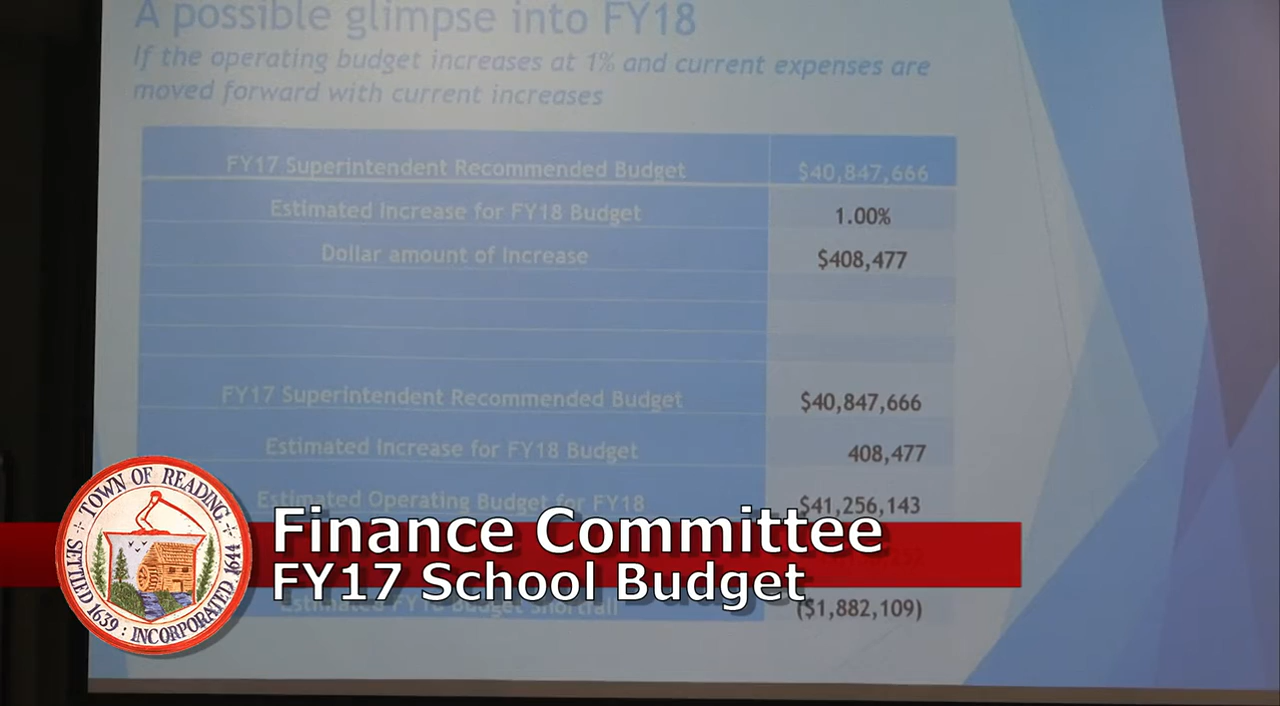 A possible glimpse into FY18
If the operating budget increases at 1% and current expenses are
moved forward with current increases
FY17 Superintendent Recommended Budget $40,847,666
Estimated Increase for FY18 Budget 1.00%
Dollar amount of Increase $408,477
FY17 Superintendent Recommended Budget $40,847,666
Estimated Increase for FY18 Budget 408,477
Estimated Operating Budget for FY18 $41,256,143
Finance Committee
FY17 School Budget
Estimated FY18 Budget Shortfall ($1,882,109)
TOWN OF READING
SETTLED 1639 : INCORPORATED 1644